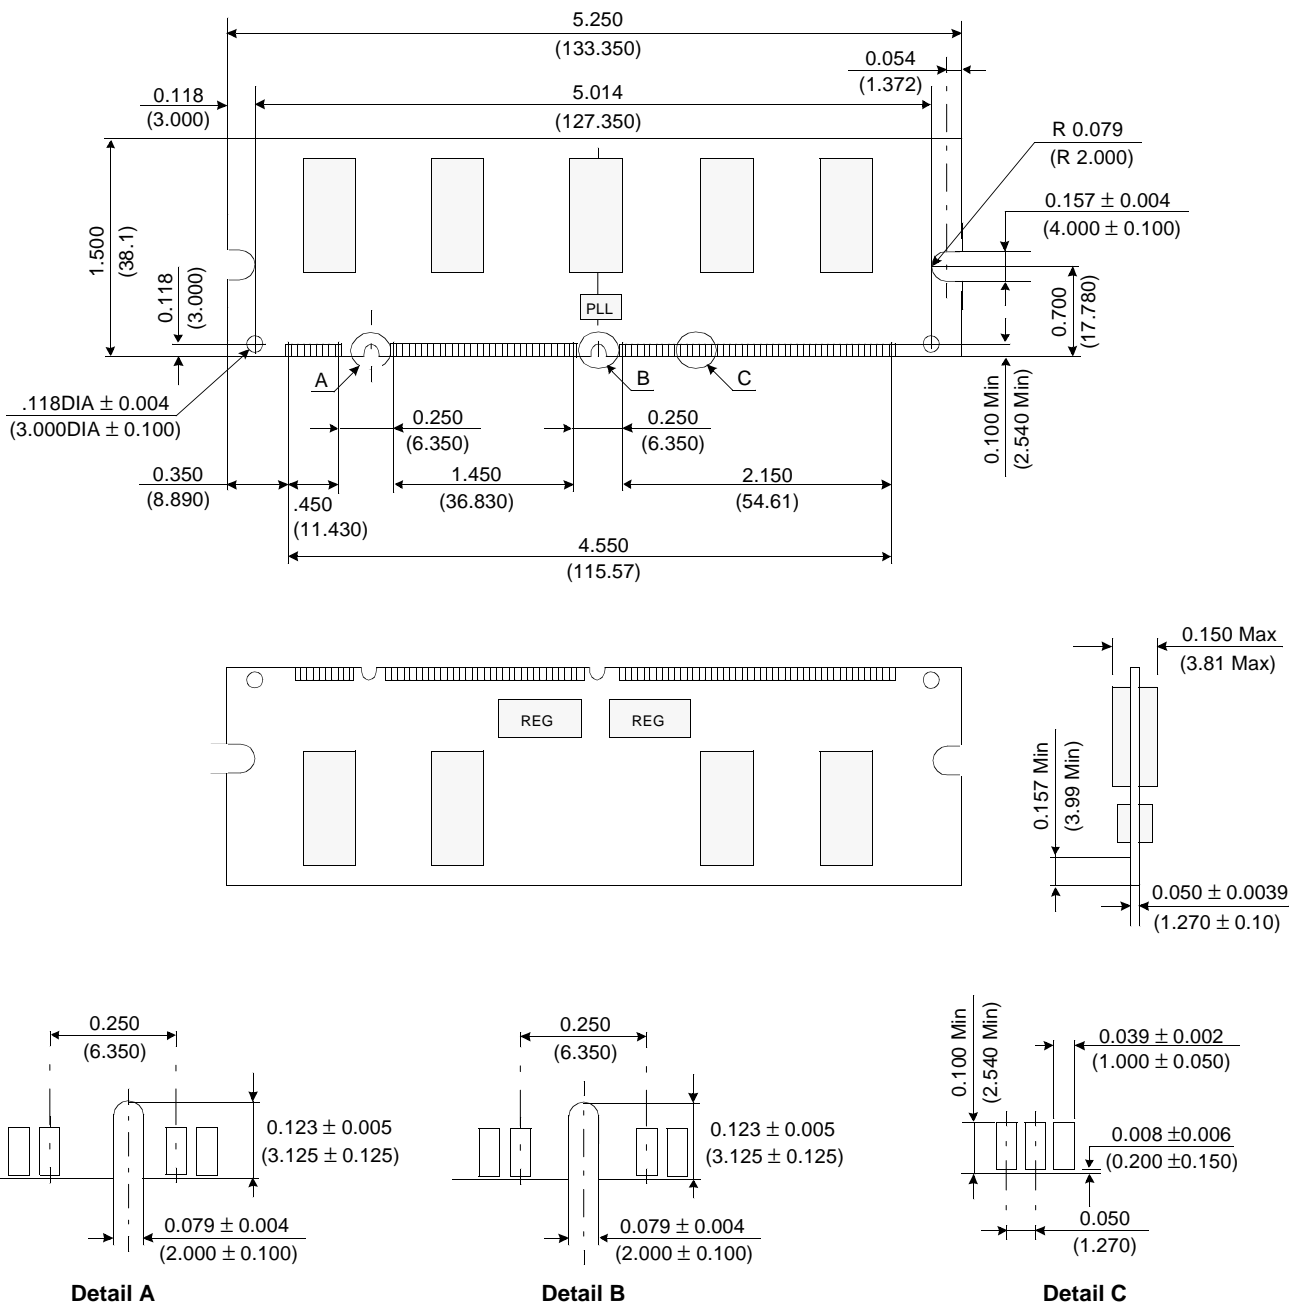 5.250
(133.350)
0.054
(1.372)
0.118
(3.000)
5.014
(127.350)
R 0.079
(R 2.000)
0.157 ± 0.004
(4.000 ± 0.100)
1.500
(38.1)
0.118
(3.000)
PLL
0.700
(17.780)
A
B
C
.118DIA ± 0.004
(3.000DIA ± 0.100)
0.250
(6.350)
0.250
(6.350)
0.100 Min
(2.540 Min)
0.350
(8.890)
.450
(11.430)
1.450
(36.830)
2.150
(54.61)
4.550
(115.57)
REG
REG
0.150 Max
(3.81 Max)
0.157 Min
(3.99 Min)
0.050 ± 0.0039
(1.270 ± 0.10)
0.250
(6.350)
0.123 ± 0.005
(3.125 ± 0.125)
0.079 ± 0.004
(2.000 ± 0.100)
Detail A
0.250
(6.350)
0.123 ± 0.005
(3.125 ± 0.125)
0.079 ± 0.004
(2.000 ± 0.100)
Detail B
0.100 Min
(2.540 Min)
0.039 ± 0.002
(1.000 ± 0.050)
0.008 ±0.006
(0.200 ±0.150)
0.050
(1.270)
Detail C